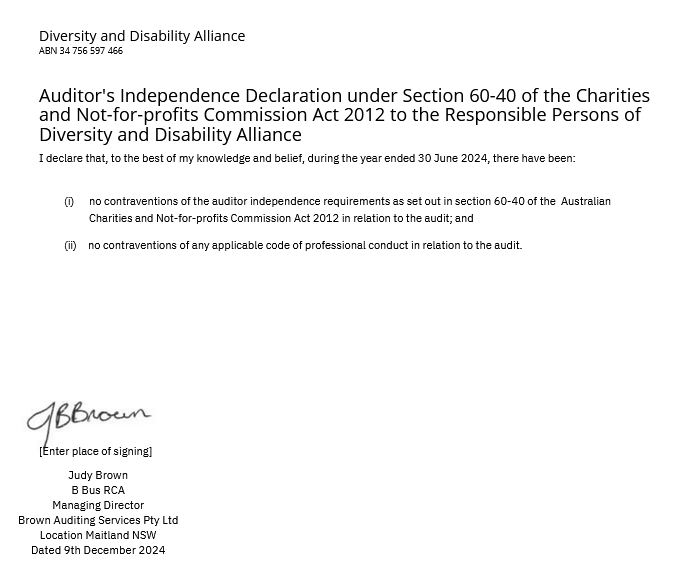 Diversity and Disability Alliance
ABN 34 756 597 466
Auditor's Independence Declaration under Section 60-40 of the Charities
and Not-for-profits Commission Act 2012 to the Responsible Persons of
Diversity and Disability Alliance
I declare that, to the best of my knowledge and belief, during the year ended 30 June 2024, there have been:
(i) no contraventions of the auditor independence requirements as set out in section 60-40 of the Australian
Charities and Not-for-profits Commission Act 2012 in relation to the audit; and
(ii) no contraventions of any applicable code of professional conduct in relation to the audit.
JBBrown
[Enter place of signing]
Judy Brown
B Bus RCA
Managing Director
Brown Auditing Services Pty Ltd
Location Maitland NSW
Dated 9th December 2024